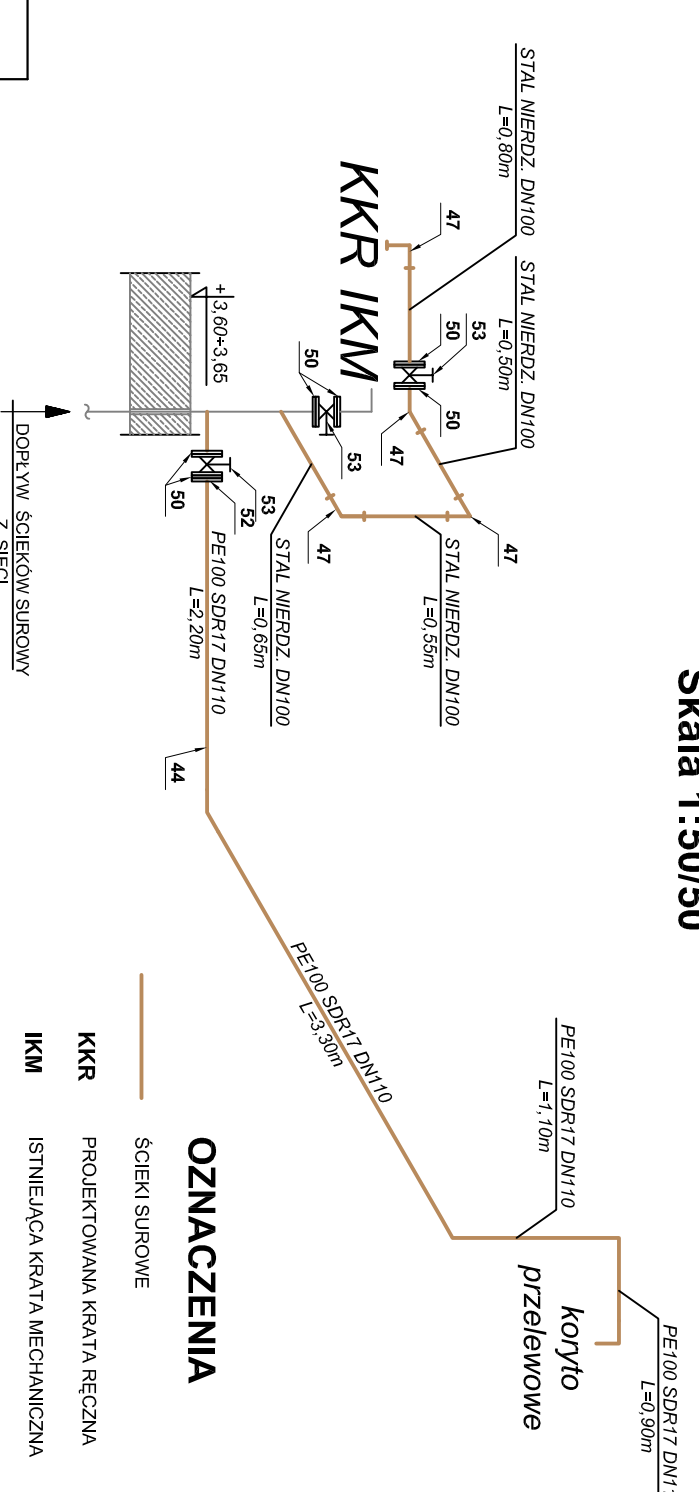 Skala 1:50/50
STAL NIERDZ. DN100
L=0,80m
STAL NIERDZ. DN100
L=0,50m
47
50
53
50
47
KKR IKM
50
53
47
47
+3,60÷3,65
53
52
50
STAL NIERDZ. DN100
L=0,55m
STAL NIERDZ. DN100
L=0,65m
PE100 SDR17 DN110
L=2,20m
44
DOPŁYW ŚCIEKÓW SUROWY
PE100 SDR17 DN110
L=3,30m
PE100 SDR17 DN110
L=1,10m
PE100 SDR17
L=0,90m
koryto
przelewowe
OZNACZENIA
ŚCIEKI SUROWE
KKR PROJEKTOWANA KRATA RĘCZNA
IKM ISTNIEJĄCA KRATA MECHANICZNA